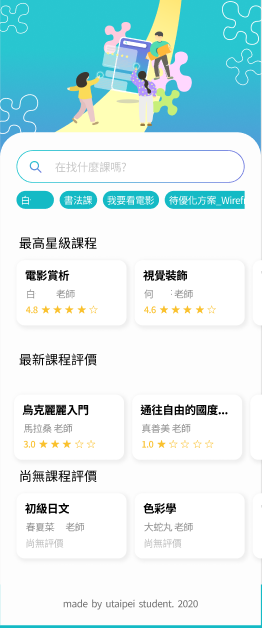 在找什麼課嗎?
白
書法課
我要看電影
待優化方案_Wirefr
最高星級課程
電影賞析
視覺裝飾
白 老師
何 老師
4.8 ★ ★ ★ ★ ☆
4.6 ★ ★ ★ ★ ☆
最新課程評價
烏克麗麗入門
通往自由的國度...
馬拉桑 老師
真善美 老師
3.0 ★ ★ ★ ☆ ☆
1.0 ★ ☆ ☆ ☆ ☆
尚無課程評價
初級日文
色彩學
春夏菜 老師
大蛇丸 老師
尚無評價
尚無評價
made by utaipei student. 2020